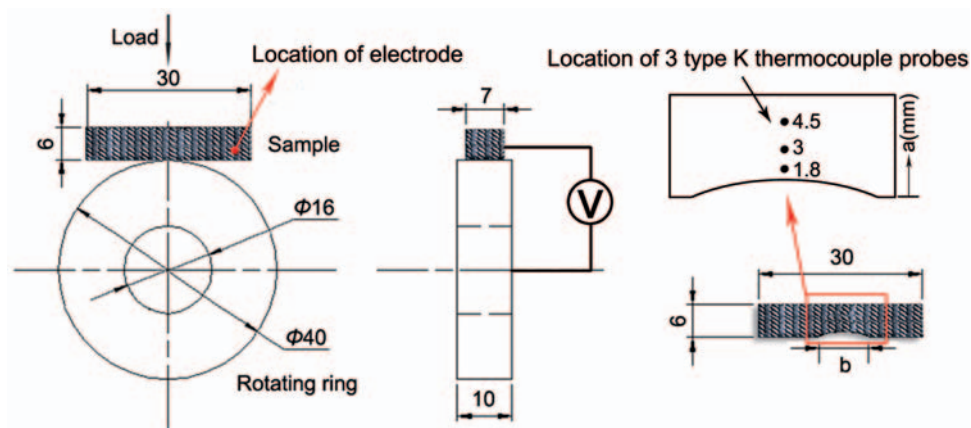 Load
Location of electrode
30
6
Sample
Φ16
Φ40
Rotating ring
7
V
10
Location of 3 type K thermocouple probes
4.5
3
1.8
a(mm)
30
6
b